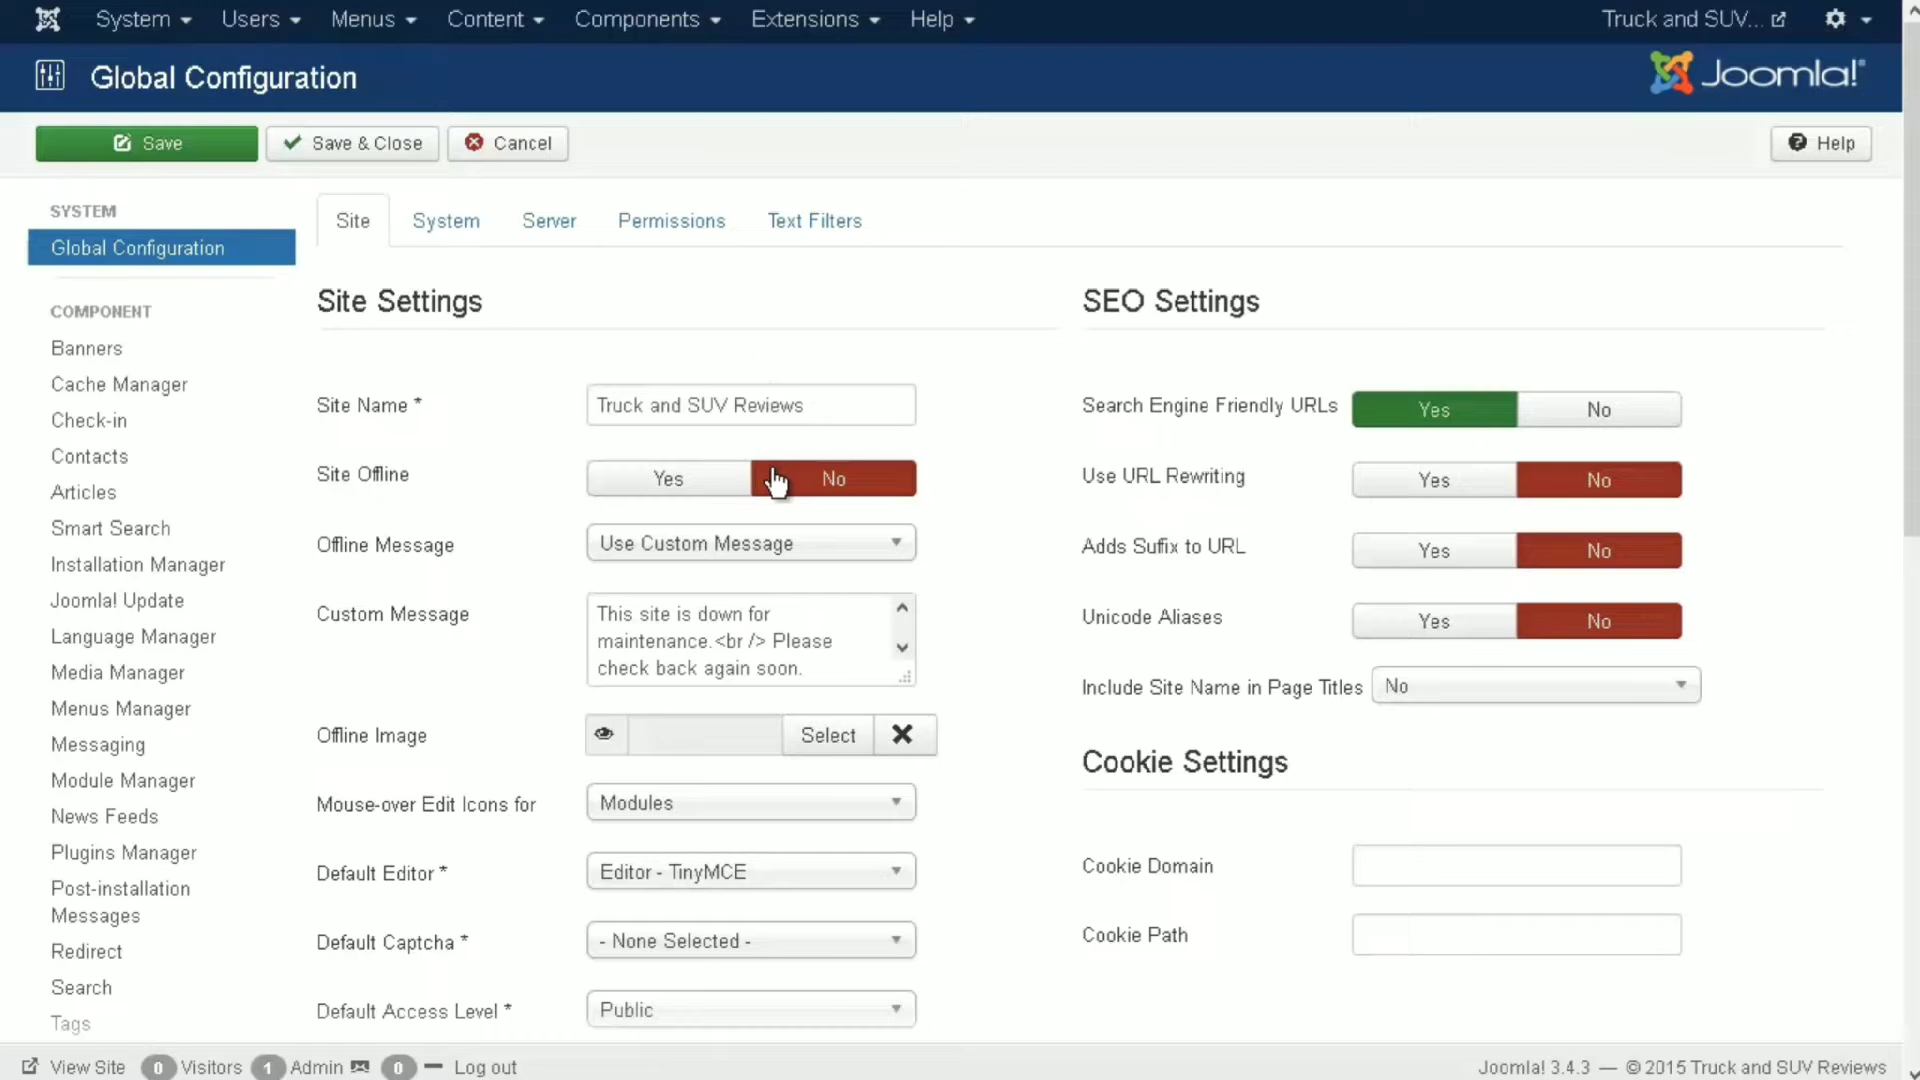 System Users Menus Content Components Extensions Help Truck and SUV...
Global Configuration Joomla!®
Save Save & Close Cancel Help
SYSTEM
Global Configuration
COMPONENT
Banners
Cache Manager
Check-in
Contacts
Articles
Smart Search
Installation Manager
Joomla! Update
Language Manager
Media Manager
Menus Manager
Messaging
Module Manager
News Feeds
Plugins Manager
Post-installation
Messages
Redirect
Search
Tags
Site System Server Permissions Text Filters
Site Settings
Site Name * Truck and SUV Reviews
Site Offline Yes No
Offline Message Use Custom Message
Custom Message This site is down for
maintenance.<br /> Please
check back again soon.
Offline Image Select
Mouse-over Edit Icons for Modules
Default Editor * Editor - TinyMCE
Default Captcha * - None Selected -
Default Access Level * Public
SEO Settings
Search Engine Friendly URLs Yes No
Use URL Rewriting Yes No
Adds Suffix to URL Yes No
Unicode Aliases Yes No
Include Site Name in Page Titles No
Cookie Settings
Cookie Domain
Cookie Path
View Site 0 Visitors 1 Admin 0 Log out Joomla! 3.4.3 — © 2015 Truck and SUV Reviews